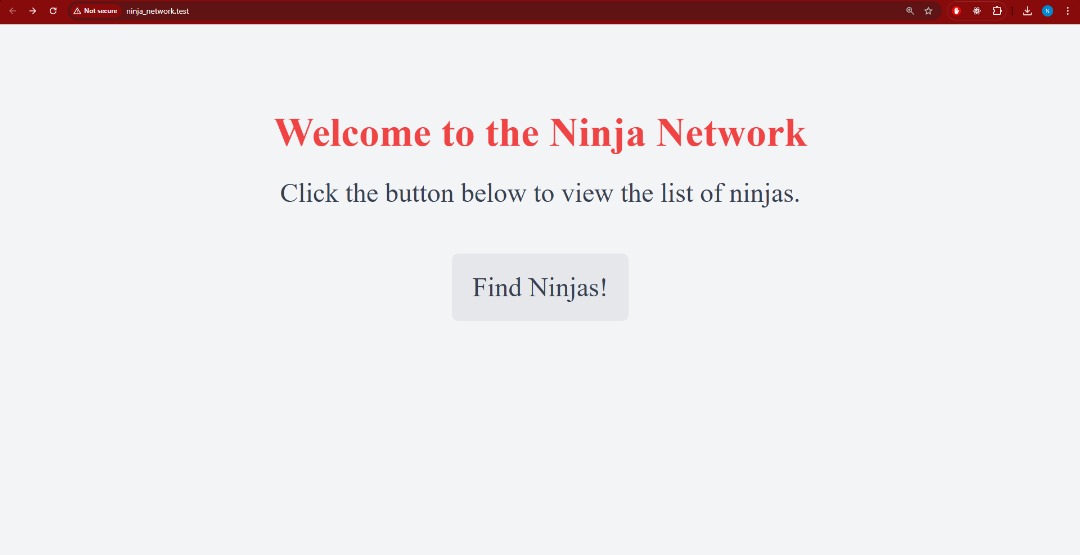 Not secure ninja_network.test
Welcome to the Ninja Network
Click the button below to view the list of ninjas.
Find Ninjas!